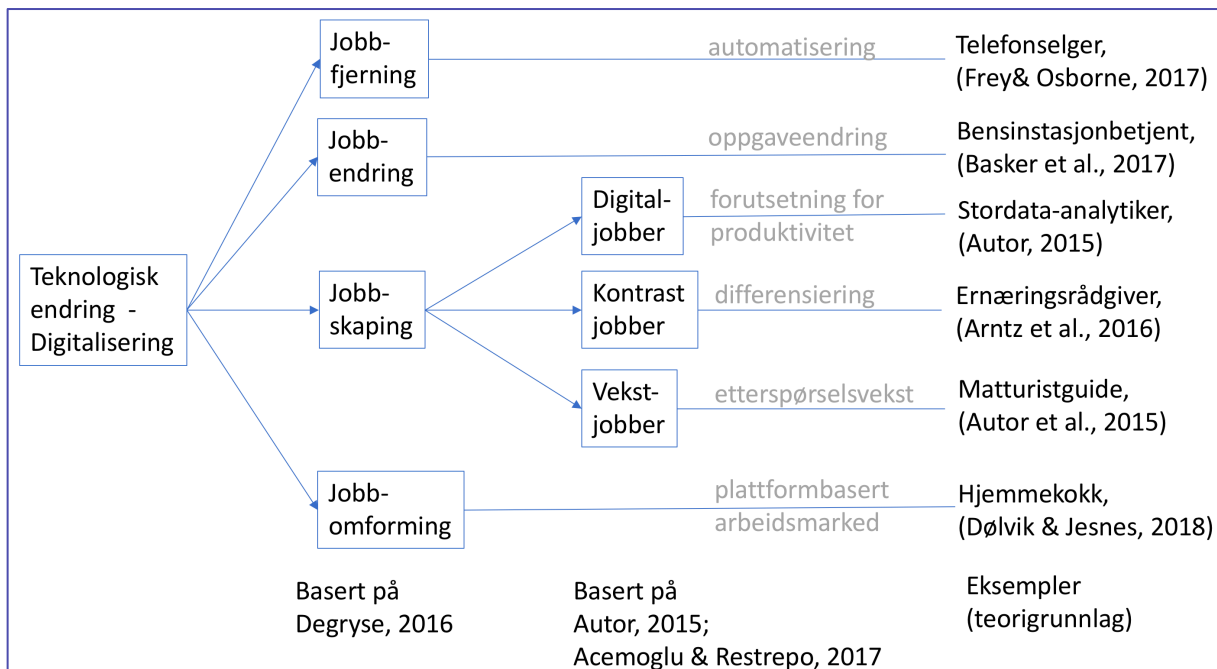 Jobb-
fjerning
automatisering
Telefonselger,
(Frey& Osborne, 2017)
Jobb-
endring
oppgaveendring
Bensinstasjonbetjent,
(Basker et al., 2017)
Digital-
jobber
forutsetning for
produktivitet
Stordata-analytiker,
(Autor, 2015)
Teknologisk
endring -
Digitalisering
Jobb-
skaping
Kontrast
jobber
differensiering
Ernæringsrådgiver,
(Arntz et al., 2016)
Vekst-
jobber
etterspørselsvekst
Matturistguide,
(Autor et al., 2015)
Jobb-
omforming
plattformbasert
arbeidsmarked
Hjemmekokk,
(Dølvik & Jesnes, 2018)
Basert på
Degryse, 2016
Basert på
Autor, 2015;
Acemoglu & Restrepo, 2017
Eksempler
(teorigrunnlag)